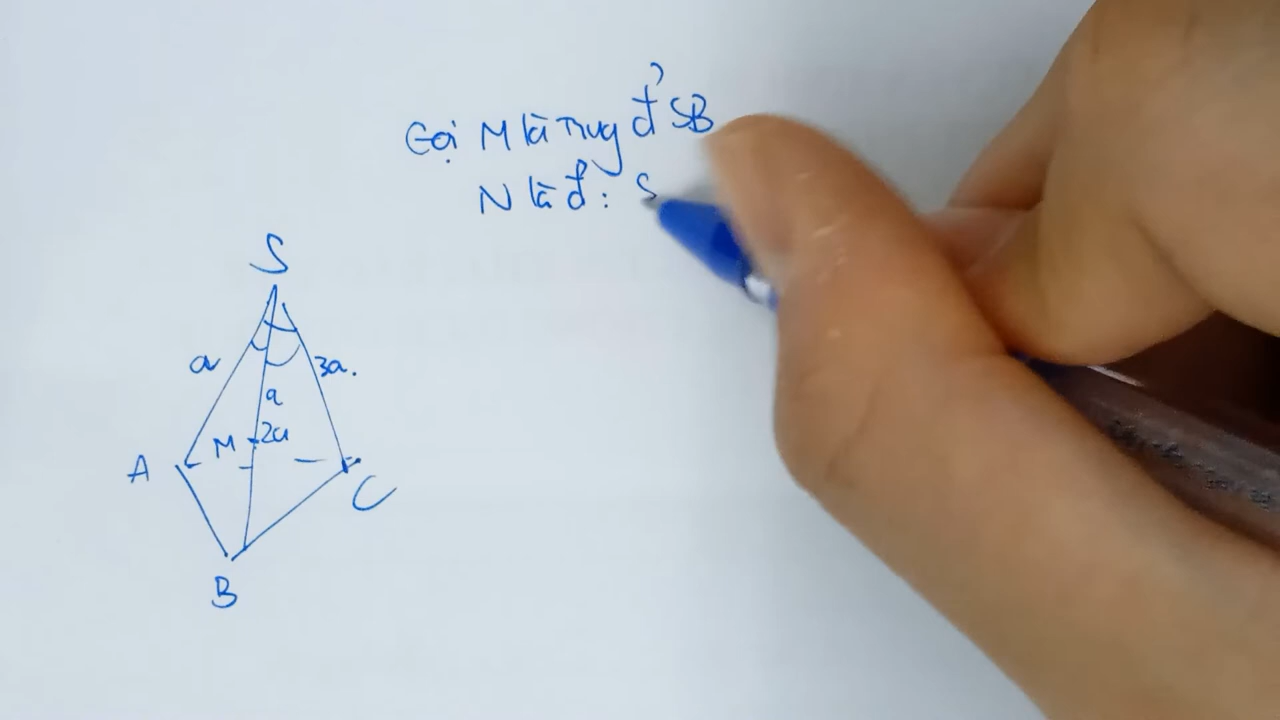 Gọi M là Trung đ' SB
N là đ': S
S
a
3a.
a
M
2a
A
C
B